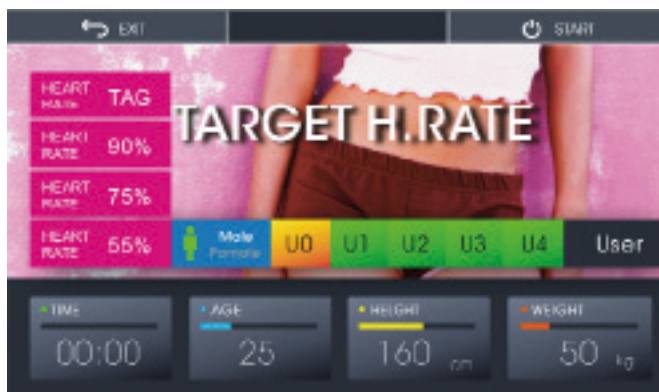 EXIT
START
HEART RATE TAG
TARGET H.RATE
HEART RATE 90%
HEART RATE 75%
HEART RATE 55%
Male
Female
U0 U1 U2 U3 U4 User
TIME
00:00
AGE
25
HEIGHT
160 cm
WEIGHT
50 kg